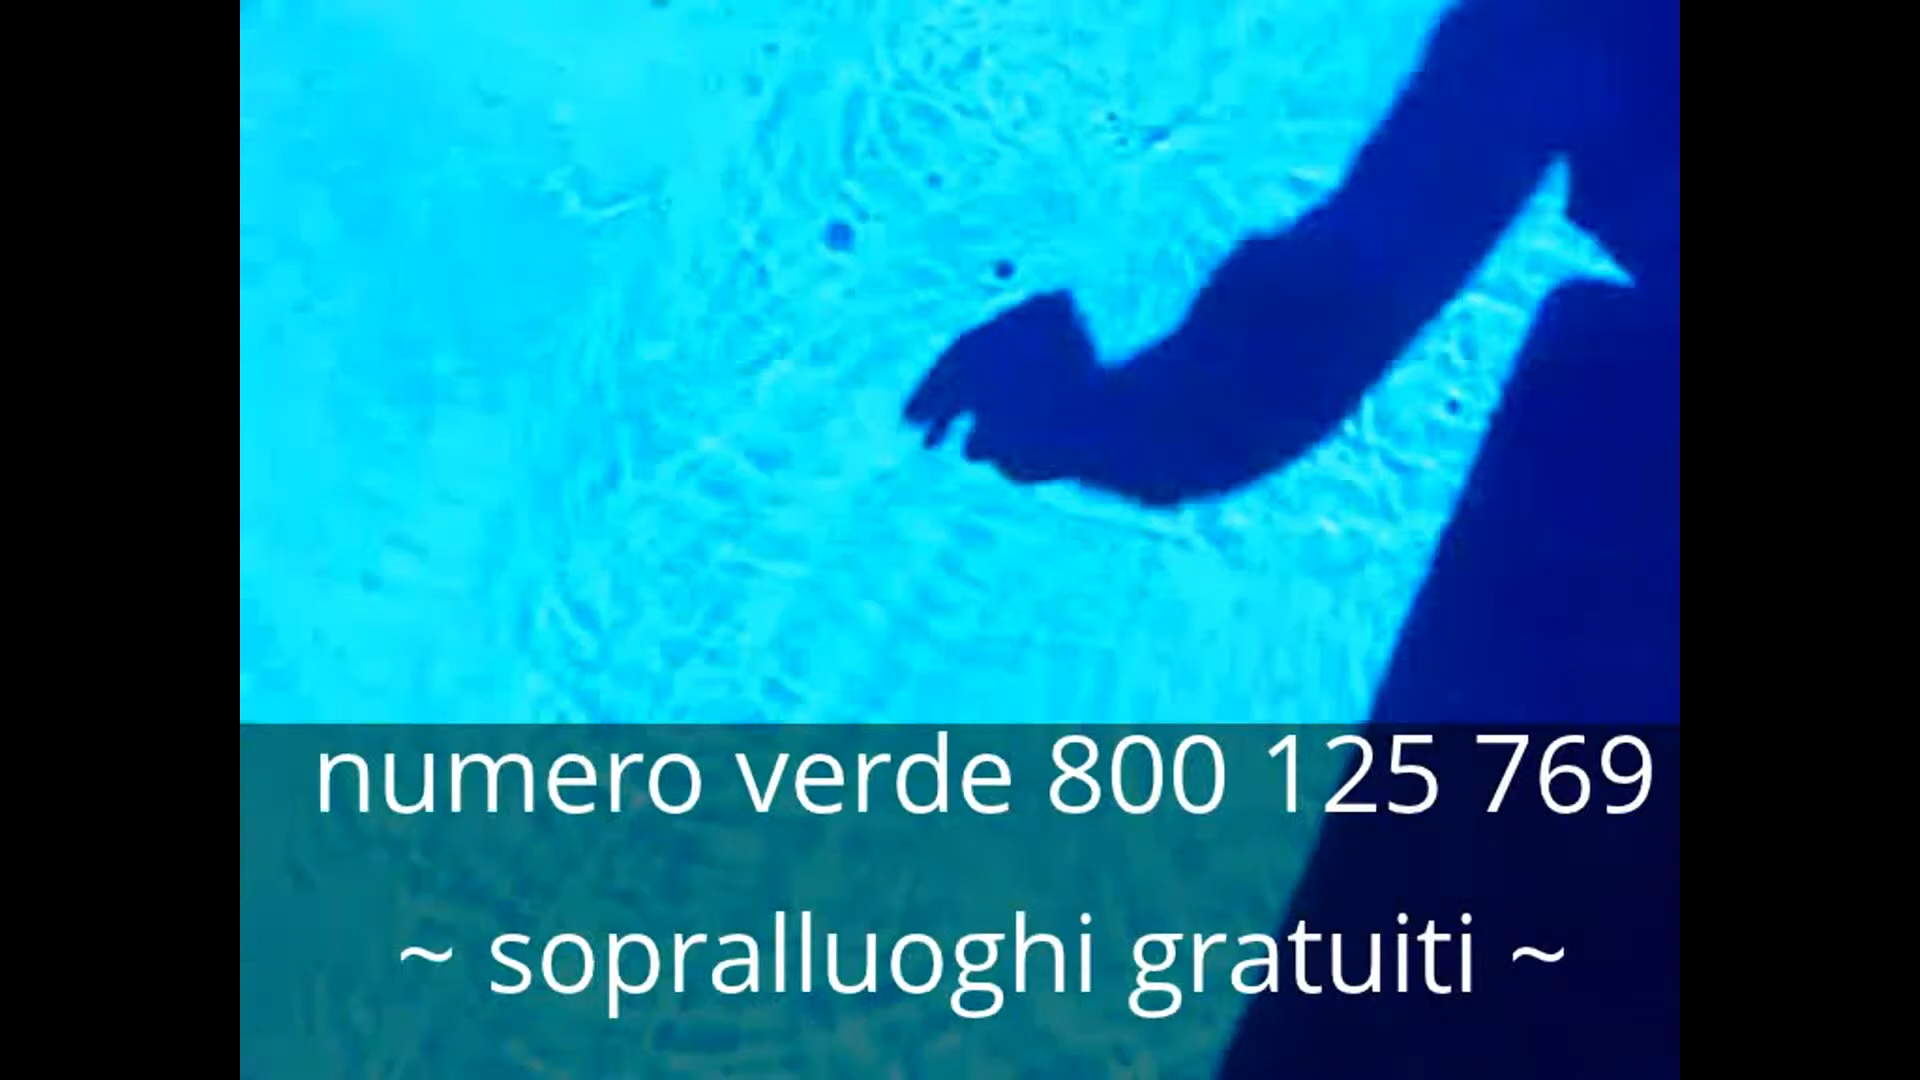 numero verde 800 125 769
~ sopralluoghi gratuiti ~